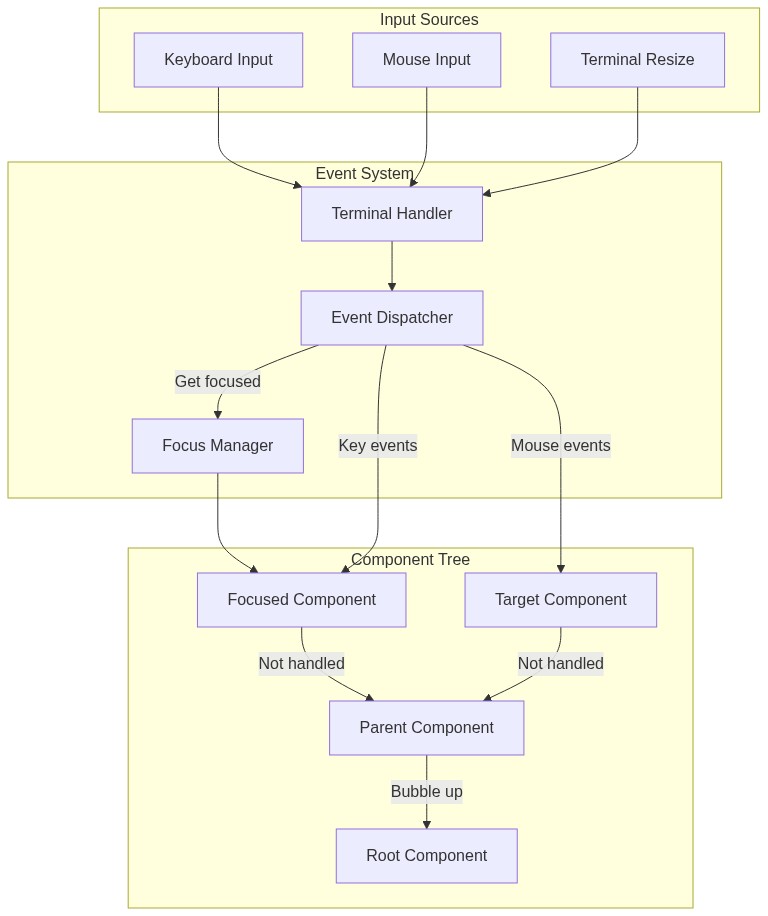 Input Sources
Keyboard Input
Mouse Input
Terminal Resize
Event System
Terminal Handler
Event Dispatcher
Get focused
Focus Manager
Key events
Mouse events
Component Tree
Focused Component
Target Component
Not handled
Not handled
Parent Component
Bubble up
Root Component